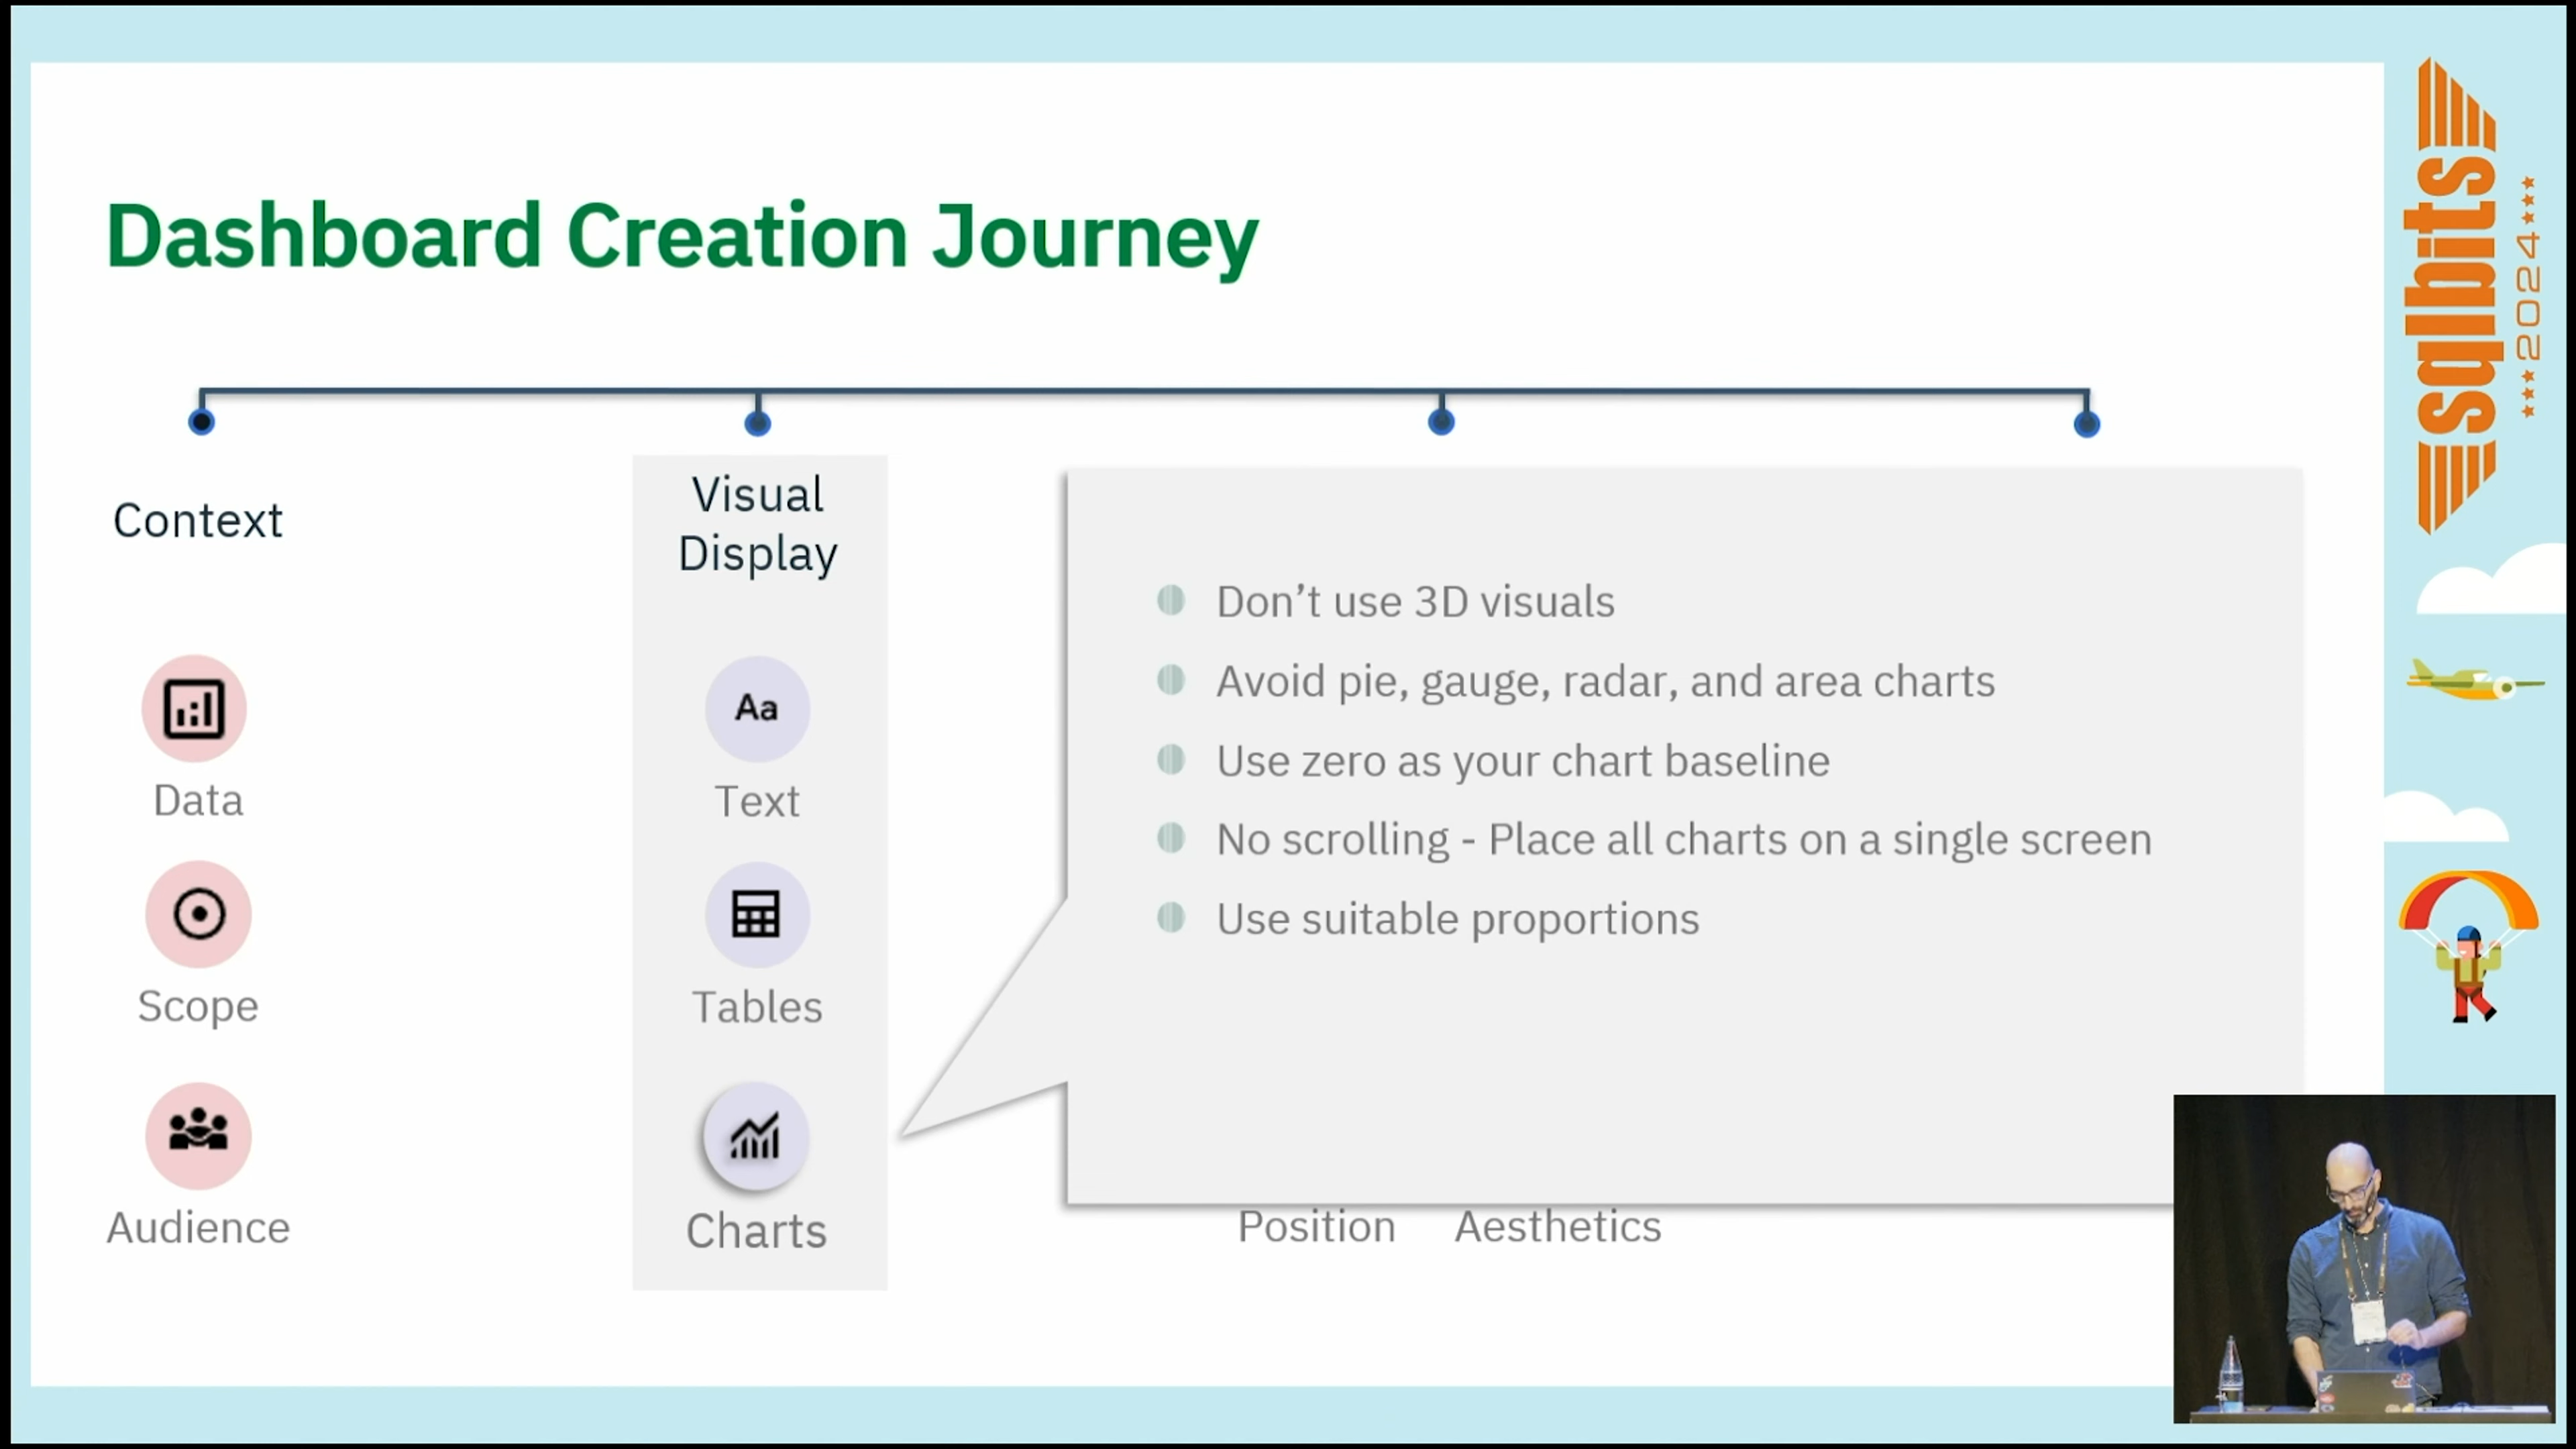 Dashboard Creation Journey
Context
Data
Scope
Audience
Visual
Display
Aa
Text
Tables
Charts
Don’t use 3D visuals
Avoid pie, gauge, radar, and area charts
Use zero as your chart baseline
No scrolling - Place all charts on a single screen
Use suitable proportions
Position
Aesthetics
sqlbits
2024